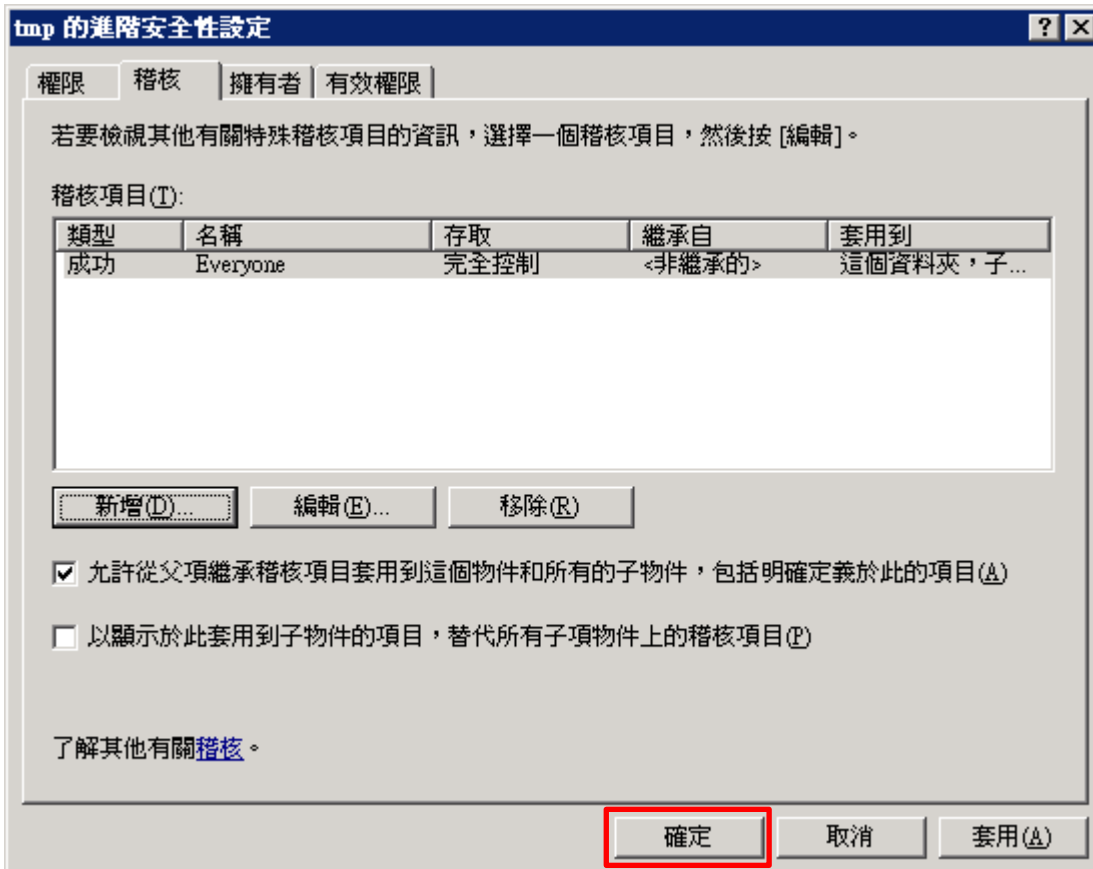 tmp 的進階安全性設定
權限 稽核 擁有者 有效權限
若要檢視其他有關特殊稽核項目的資訊，選擇一個稽核項目，然後按 [編輯]。
稽核項目(T):
類型 名稱 存取 繼承自 套用到
成功 Everyone 完全控制 <非繼承的> 這個資料夾，子...
新增(D)... 編輯(E)... 移除(R)
允許從父項繼承稽核項目套用到這個物件和所有的子物件，包括明確定義於此的項目(A)
以顯示於此套用到子物件的項目，替代所有子項物件上的稽核項目(P)
了解其他有關稽核。
確定 取消 套用(A)